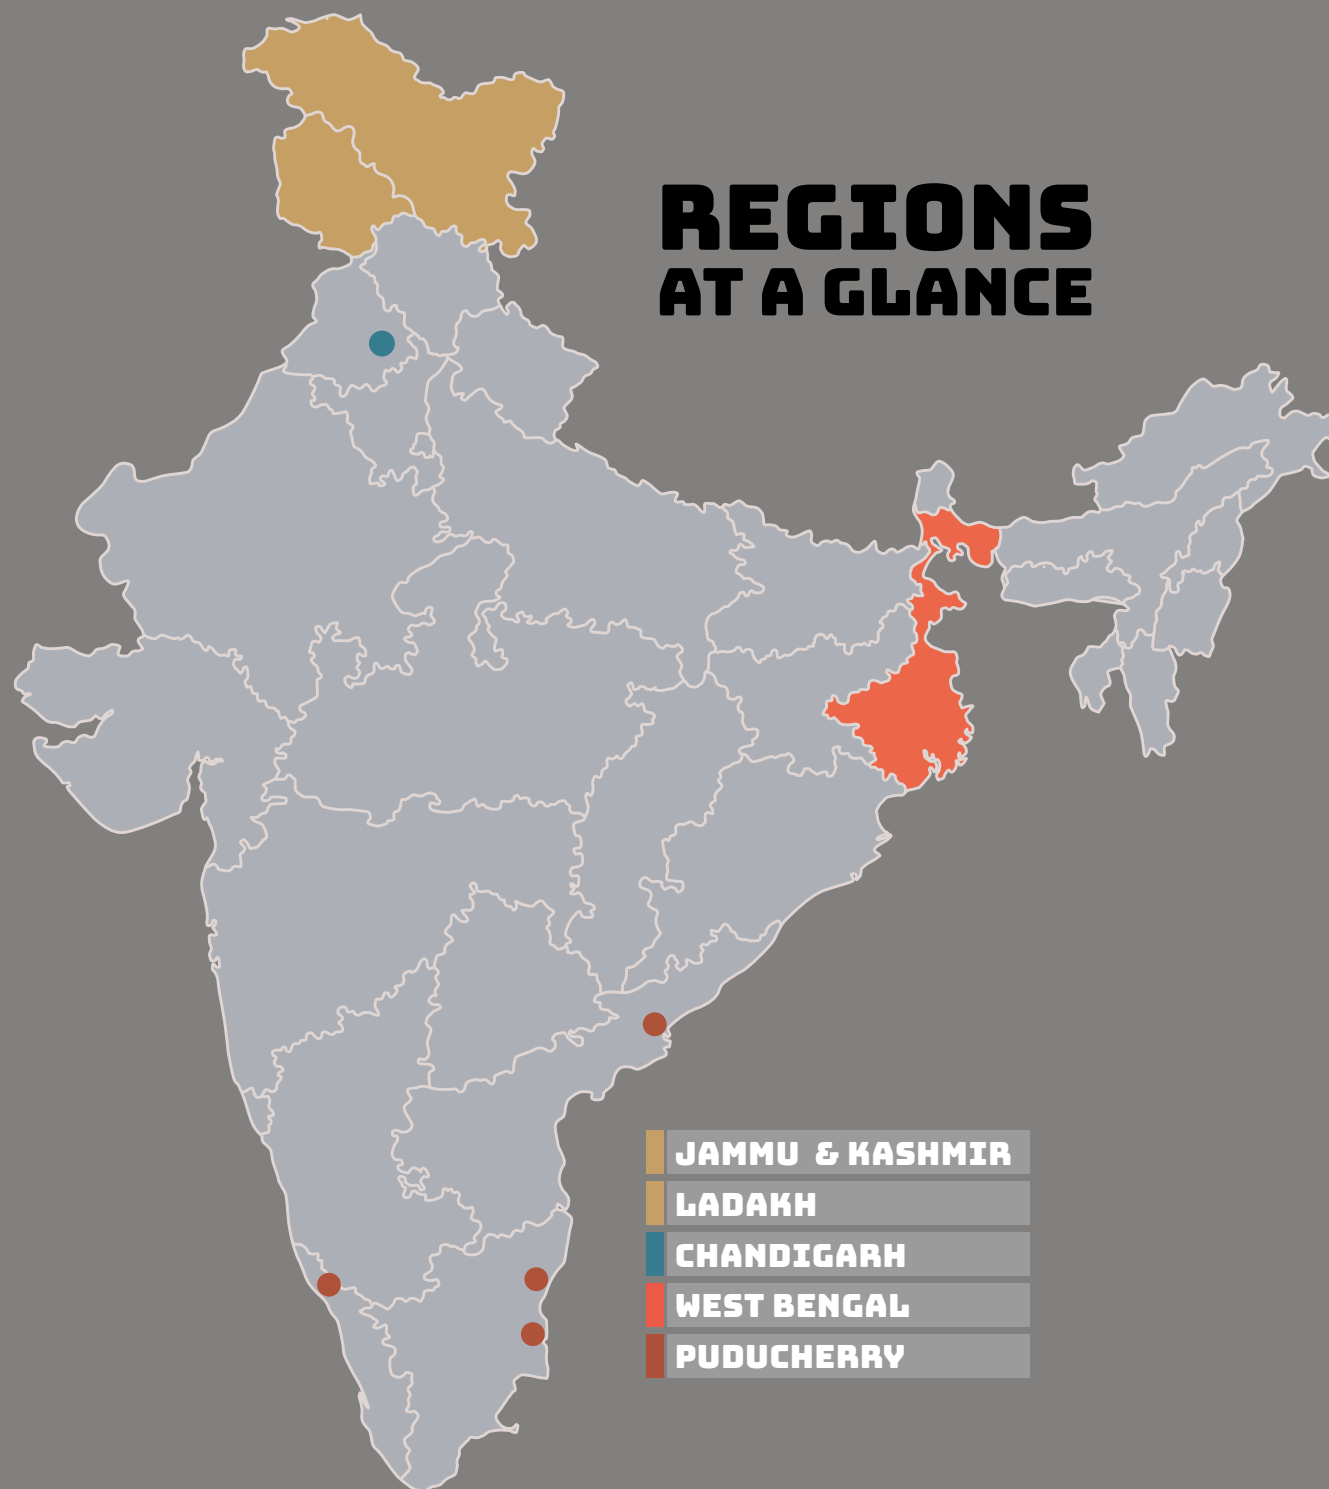 REGIONS
AT A GLANCE
JAMMU & KASHMIR
LADAKH
CHANDIGARH
WEST BENGAL
PUDUCHERRY